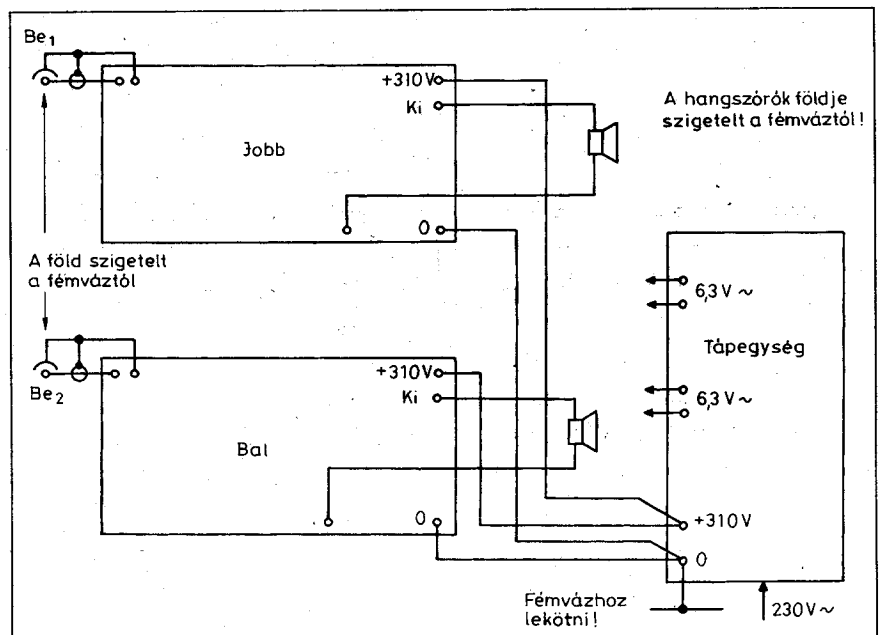 Be1
+310V
Ki
Jobb
0
A hangszórók földje
szigetelt a fémváztól!
A föld szigetelt
a fémváztól
Be2
+310V
Ki
Bal
0
6,3V~
Tápegység
6,3V~
+310V
0
Fémvázhoz
lekötni!
230V~